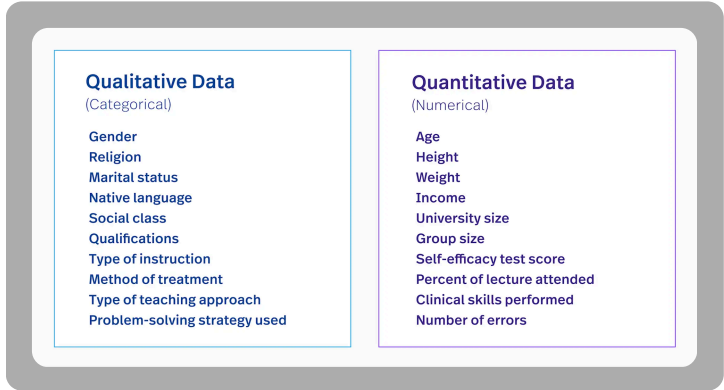 Qualitative Data
(Categorical)
Gender
Religion
Marital status
Native language
Social class
Qualifications
Type of instruction
Method of treatment
Type of teaching approach
Problem-solving strategy used
Quantitative Data
(Numerical)
Age
Height
Weight
Income
University size
Group size
Self-efficacy test score
Percent of lecture attended
Clinical skills performed
Number of errors